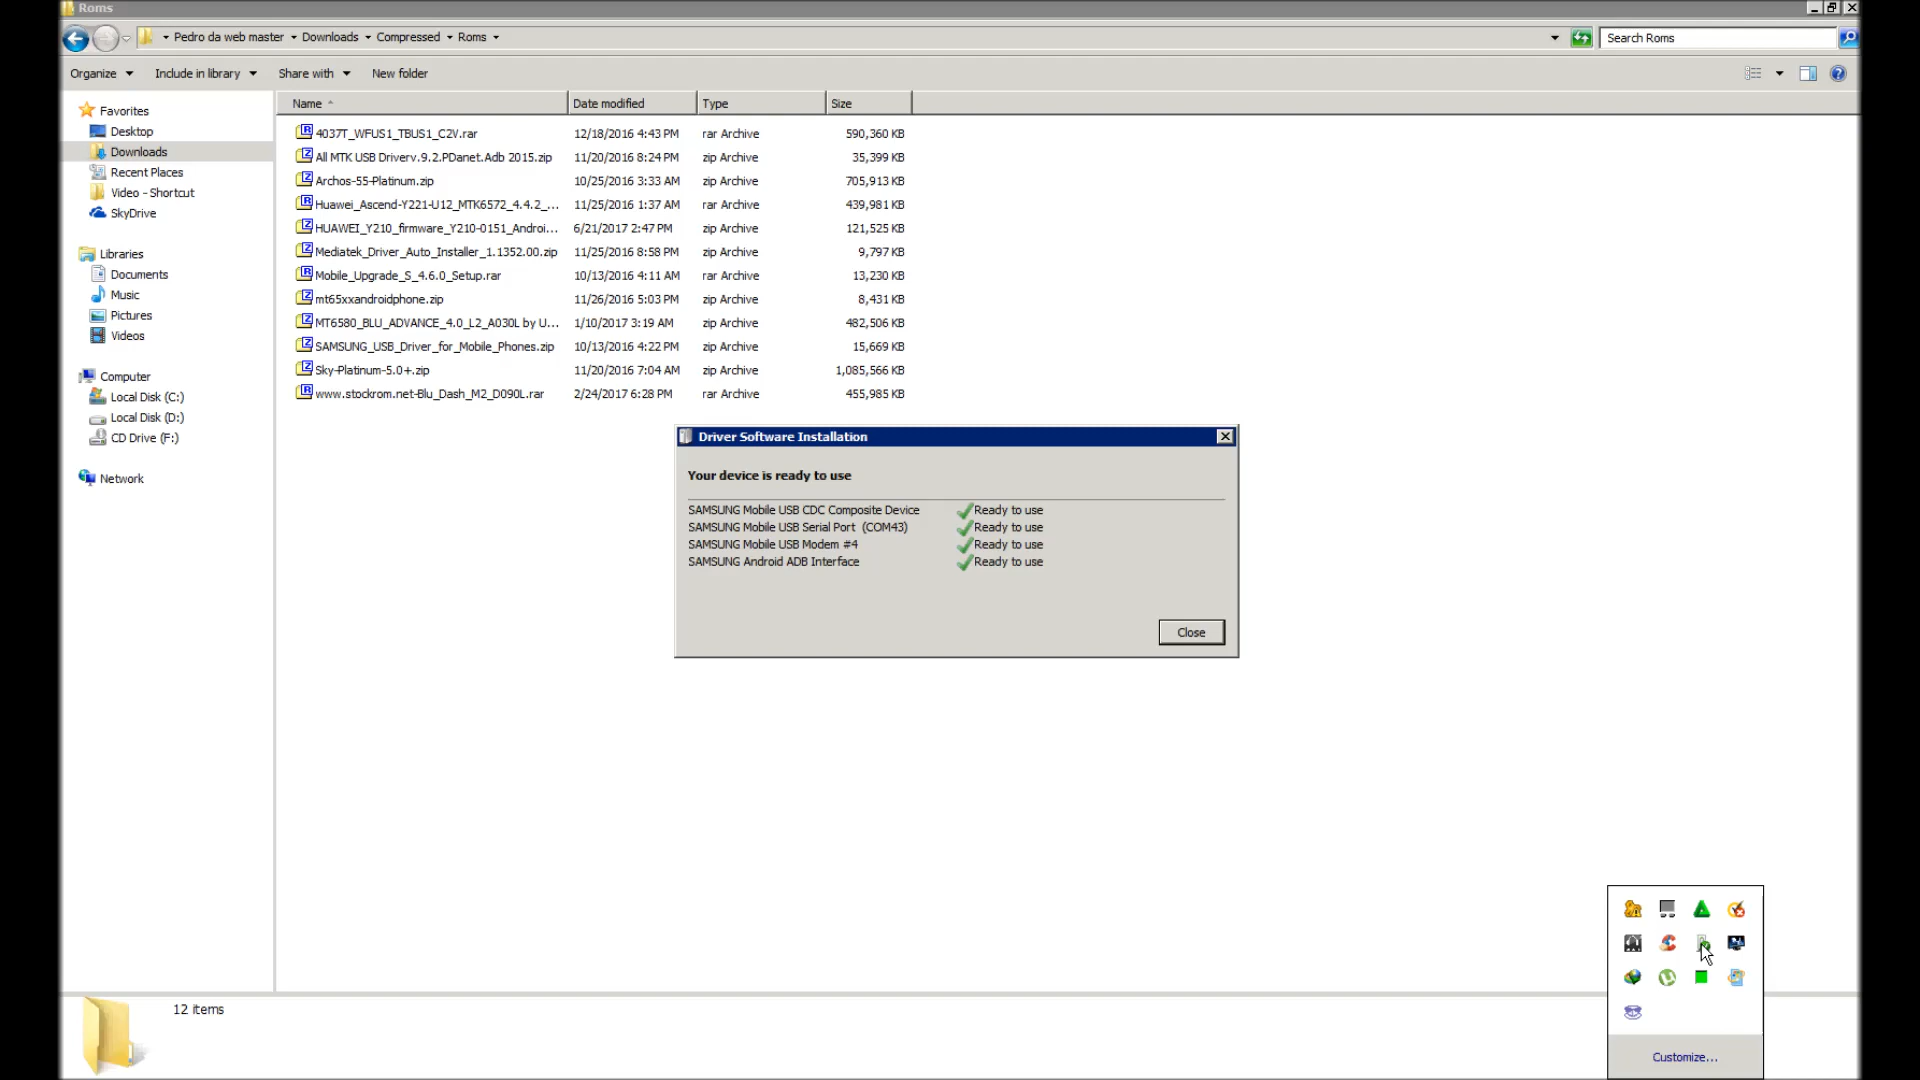 Roms
Pedro da web master Downloads Compressed Roms
Search Roms
Organize Include in library Share with New folder
Name Date modified Type Size
Favorites
Desktop
Downloads
Recent Places
Video - Shortcut
SkyDrive
Libraries
Documents
Music
Pictures
Videos
Computer
Local Disk (C:)
Local Disk (D:)
CD Drive (F:)
Network
4037T_WFUS1_TBUS1_C2V.rar 12/18/2016 4:43 PM rar Archive 590,360 KB
All MTK USB Driverv.9.2.PDanet.Adb 2015.zip 11/20/2016 8:24 PM zip Archive 35,399 KB
Archos-55-Platinum.zip 10/25/2016 3:33 AM zip Archive 705,913 KB
Huawei_Ascend-Y221-U12_MTK6572_4.4.2_... 11/25/2016 1:37 AM rar Archive 439,981 KB
HUAWEI_Y210_firmware_Y210-0151_Androi... 6/21/2017 2:47 PM zip Archive 121,525 KB
Mediatek_Driver_Auto_Installer_1.1352.00.zip 11/25/2016 8:58 PM zip Archive 9,797 KB
Mobile_Upgrade_S_4.6.0_Setup.rar 10/13/2016 4:11 AM rar Archive 13,230 KB
mt65xxandroidphone.zip 11/26/2016 5:03 PM zip Archive 8,431 KB
MT6580_BLU_ADVANCE_4.0_L2_A030L by U... 1/10/2017 3:19 AM zip Archive 482,506 KB
SAMSUNG_USB_Driver_for_Mobile_Phones.zip 10/13/2016 4:22 PM zip Archive 15,669 KB
Sky-Platinum-5.0+.zip 11/20/2016 7:04 AM zip Archive 1,085,566 KB
www.stockrom.net-Blu_Dash_M2_D090L.rar 2/24/2017 6:28 PM rar Archive 455,985 KB
Driver Software Installation
Your device is ready to use
SAMSUNG Mobile USB CDC Composite Device Ready to use
SAMSUNG Mobile USB Serial Port (COM43) Ready to use
SAMSUNG Mobile USB Modem #4 Ready to use
SAMSUNG Android ADB Interface Ready to use
Close
12 items
Customize...